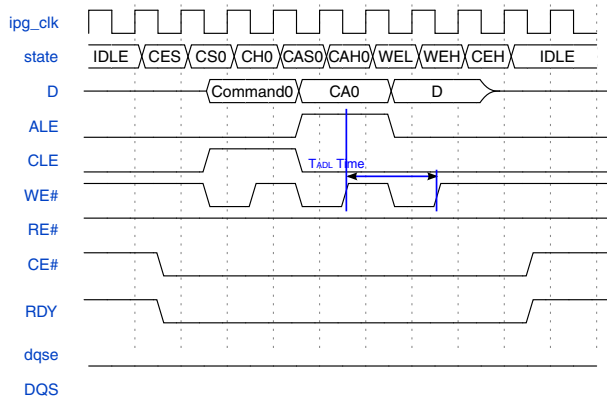 ipg_clk
state IDLE CES CS0 CH0 CAS0 CAH0 WEL WEH CEH IDLE
D Command0 CA0 D
ALE
CLE TADL Time
WE#
RE#
CE#
RDY
dqse
DQS